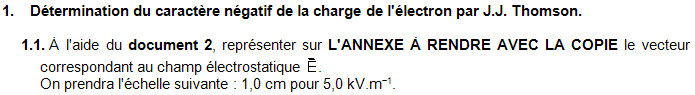 1. Détermination du caractère négatif de la charge de l'électron par J.J. Thomson.
1.1. À l'aide du document 2, représenter sur L'ANNEXE À RENDRE AVEC LA COPIE le vecteur
correspondant au champ électrostatique E⃗.
On prendra l'échelle suivante : 1,0 cm pour 5,0 kV.m⁻¹.